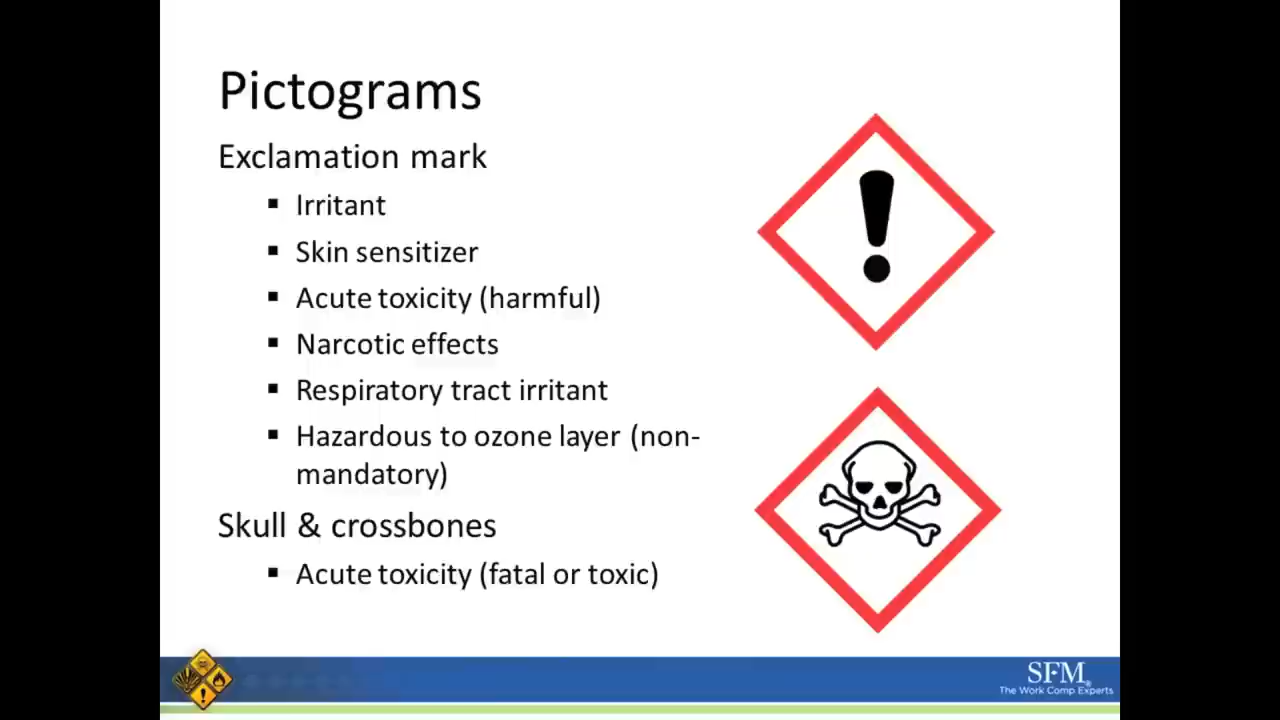 Pictograms
Exclamation mark
▪ Irritant
▪ Skin sensitizer
▪ Acute toxicity (harmful)
▪ Narcotic effects
▪ Respiratory tract irritant
▪ Hazardous to ozone layer (non-
mandatory)
Skull & crossbones
▪ Acute toxicity (fatal or toxic)
SFM®
The Work Comp Experts